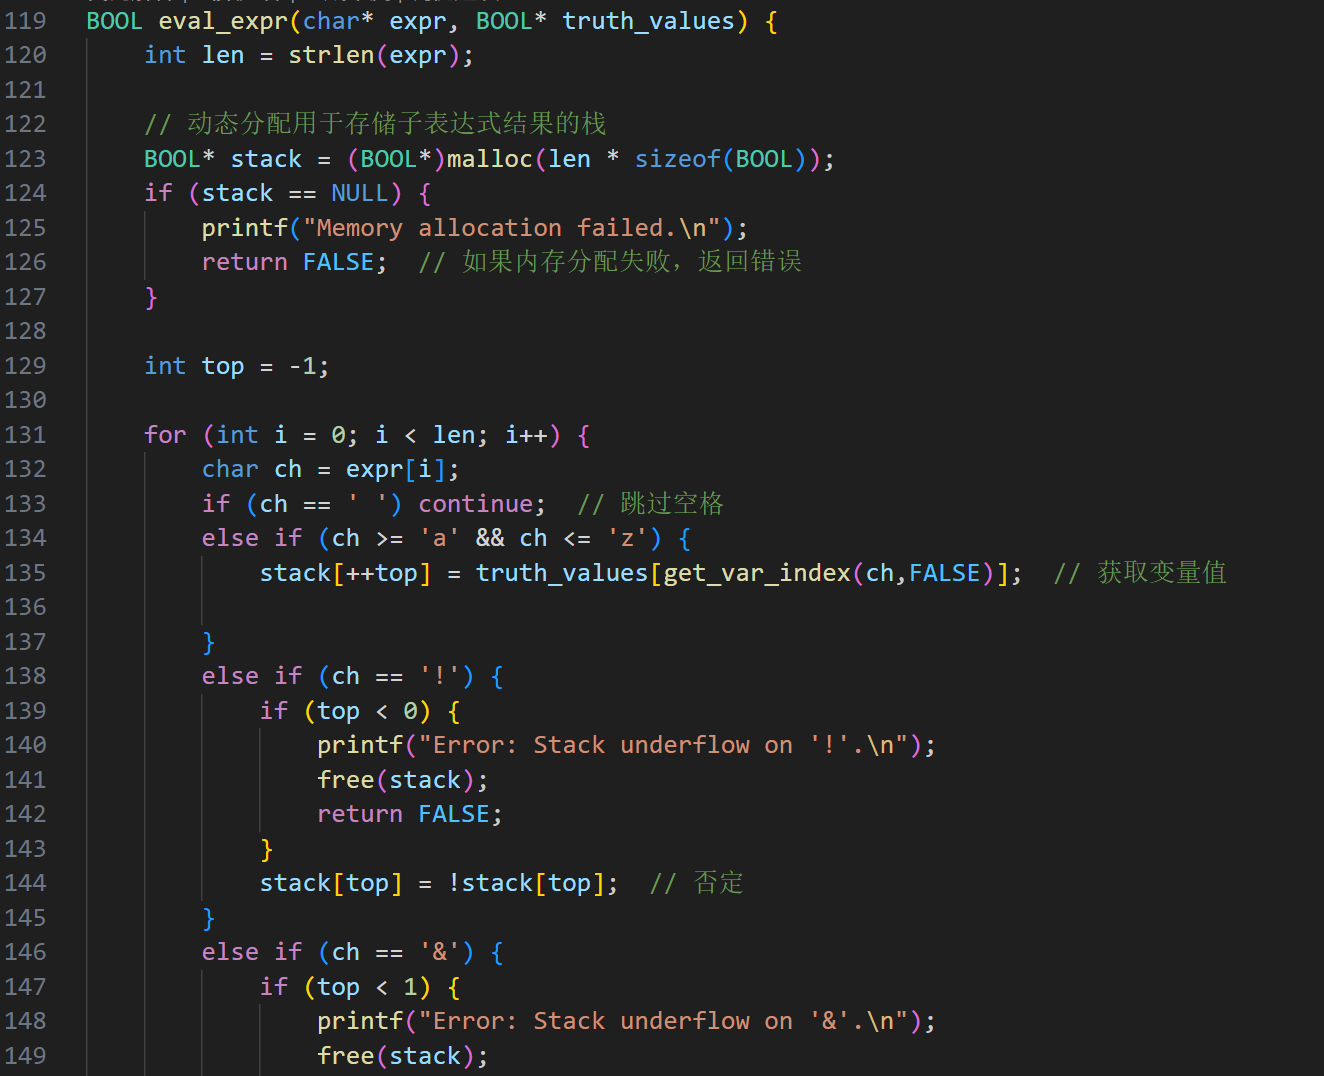 119 BOOL eval_expr(char* expr, BOOL* truth_values) {
120     int len = strlen(expr);
121
122     // 动态分配用于存储子表达式结果的栈
123     BOOL* stack = (BOOL*)malloc(len * sizeof(BOOL));
124     if (stack == NULL) {
125         printf("Memory allocation failed.\n");
126         return FALSE;  // 如果内存分配失败，返回错误
127     }
128
129     int top = -1;
130
131     for (int i = 0; i < len; i++) {
132         char ch = expr[i];
133         if (ch == ' ') continue;  // 跳过空格
134         else if (ch >= 'a' && ch <= 'z') {
135             stack[++top] = truth_values[get_var_index(ch,FALSE)];  // 获取变量值
136
137         }
138         else if (ch == '!') {
139             if (top < 0) {
140                 printf("Error: Stack underflow on '!'.\n");
141                 free(stack);
142                 return FALSE;
143             }
144             stack[top] = !stack[top];  // 否定
145         }
146         else if (ch == '&') {
147             if (top < 1) {
148                 printf("Error: Stack underflow on '&'.\n");
149                 free(stack);